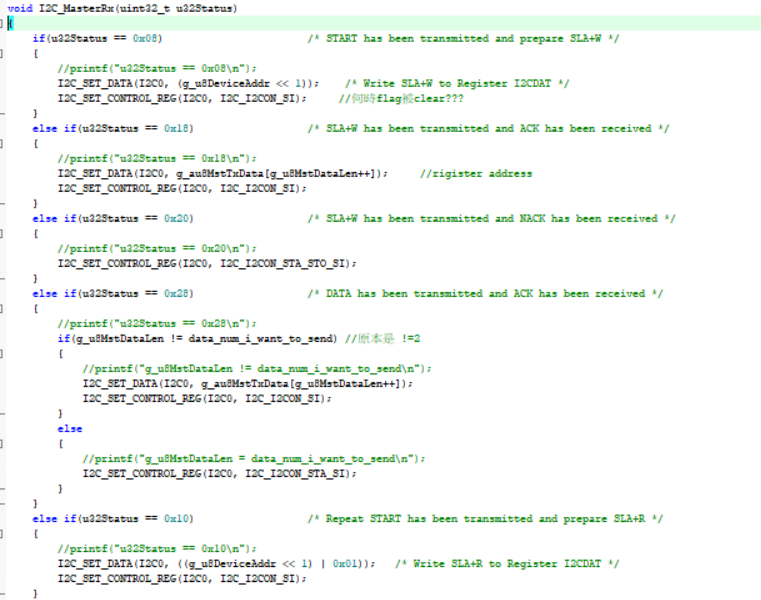 void I2C_MasterRx(uint32_t u32Status)
{
if(u32Status == 0x08) /* START has been transmitted and prepare SLA+W */
{
//printf("u32Status == 0x08\n");
I2C_SET_DATA(I2C0, (g_u8DeviceAddr << 1)); /* Write SLA+W to Register I2CDAT */
I2C_SET_CONTROL_REG(I2C0, I2C_I2CON_SI); //何時flag被clear???
}
else if(u32Status == 0x18) /* SLA+W has been transmitted and ACK has been received */
{
//printf("u32Status == 0x18\n");
I2C_SET_DATA(I2C0, g_au8MstTxData[g_u8MstDataLen++]); //rigister address
I2C_SET_CONTROL_REG(I2C0, I2C_I2CON_SI);
}
else if(u32Status == 0x20) /* SLA+W has been transmitted and NACK has been received */
{
//printf("u32Status == 0x20\n");
I2C_SET_CONTROL_REG(I2C0, I2C_I2CON_STA_STO_SI);
}
else if(u32Status == 0x28) /* DATA has been transmitted and ACK has been received */
{
//printf("u32Status == 0x28\n");
if(g_u8MstDataLen != data_num_i_want_to_send) //原本是 !=2
{
//printf("g_u8MstDataLen != data_num_i_want_to_send\n");
I2C_SET_DATA(I2C0, g_au8MstTxData[g_u8MstDataLen++]);
I2C_SET_CONTROL_REG(I2C0, I2C_I2CON_SI);
}
else
{
//printf("g_u8MstDataLen = data_num_i_want_to_send\n");
I2C_SET_CONTROL_REG(I2C0, I2C_I2CON_STA_SI);
}
}
else if(u32Status == 0x10) /* Repeat START has been transmitted and prepare SLA+R */
{
//printf("u32Status == 0x10\n");
I2C_SET_DATA(I2C0, ((g_u8DeviceAddr << 1) | 0x01)); /* Write SLA+R to Register I2CDAT */
I2C_SET_CONTROL_REG(I2C0, I2C_I2CON_SI);
}